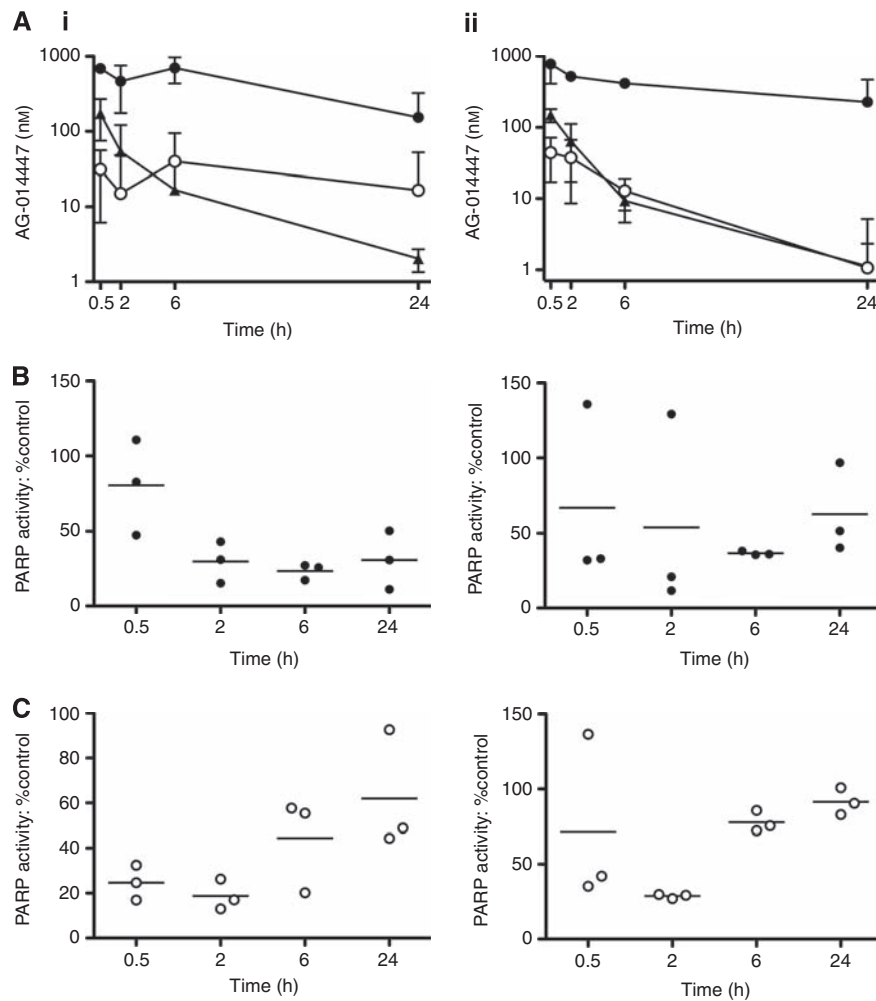 A i ii
1000
100
10
1
AG-014447 (nM)
0.5 2 6 24
Time (h)
1000
100
10
1
AG-014447 (nM)
0.5 2 6 24
Time (h)
B
150
100
50
0
PARP activity: %control
0.5 2 6 24
Time (h)
150
100
50
0
PARP activity: %control
0.5 2 6 24
Time (h)
C
100
80
60
40
20
0
PARP activity: %control
0.5 2 6 24
Time (h)
150
100
50
0
PARP activity: %control
0.5 2 6 24
Time (h)